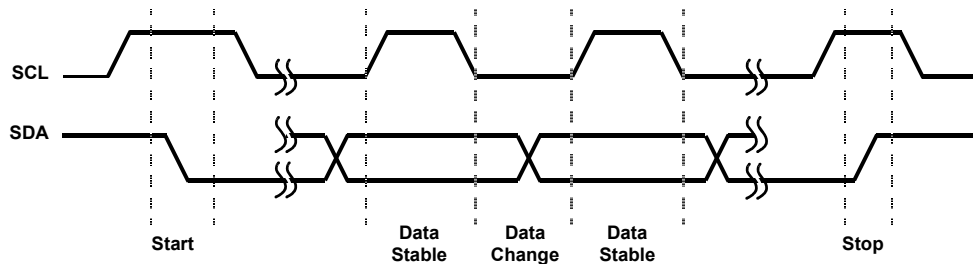 SCL
SDA
Start
Data Stable
Data Change
Data Stable
Stop